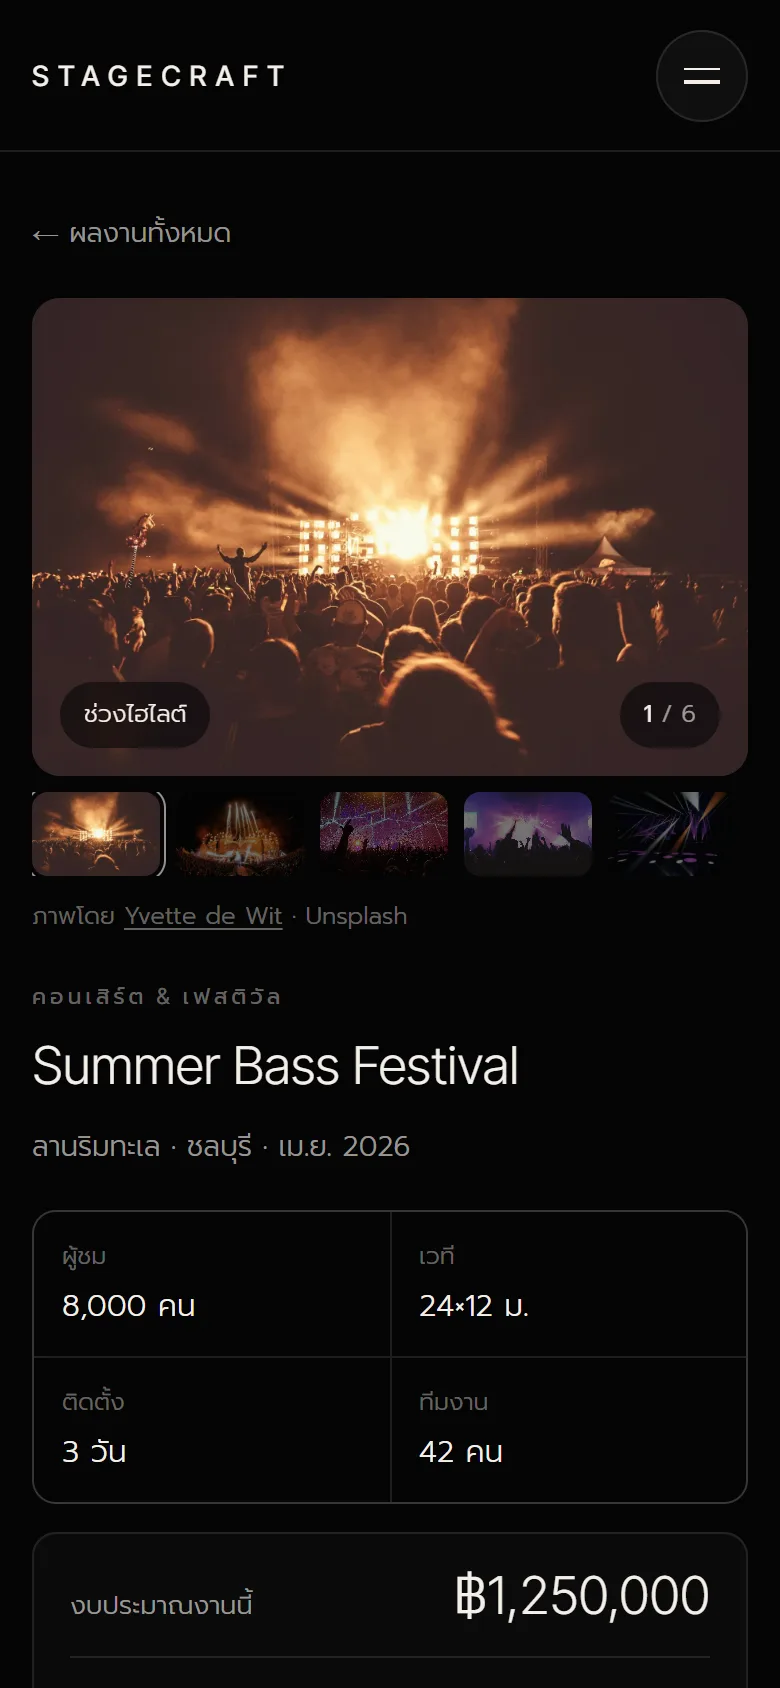 STAGECRAFT
← ผลงานทั้งหมด
ช่วงไฮไลต์
1 / 6
ภาพโดย Yvette de Wit · Unsplash
คอนเสิร์ต & เฟสติวัล
Summer Bass Festival
ลานริมทะเล · ชลบุรี · เม.ย. 2026
ผู้ชม
8,000 คน
เวที
24×12 ม.
ติดตั้ง
3 วัน
ทีมงาน
42 คน
งบประมาณงานนี้
฿1,250,000